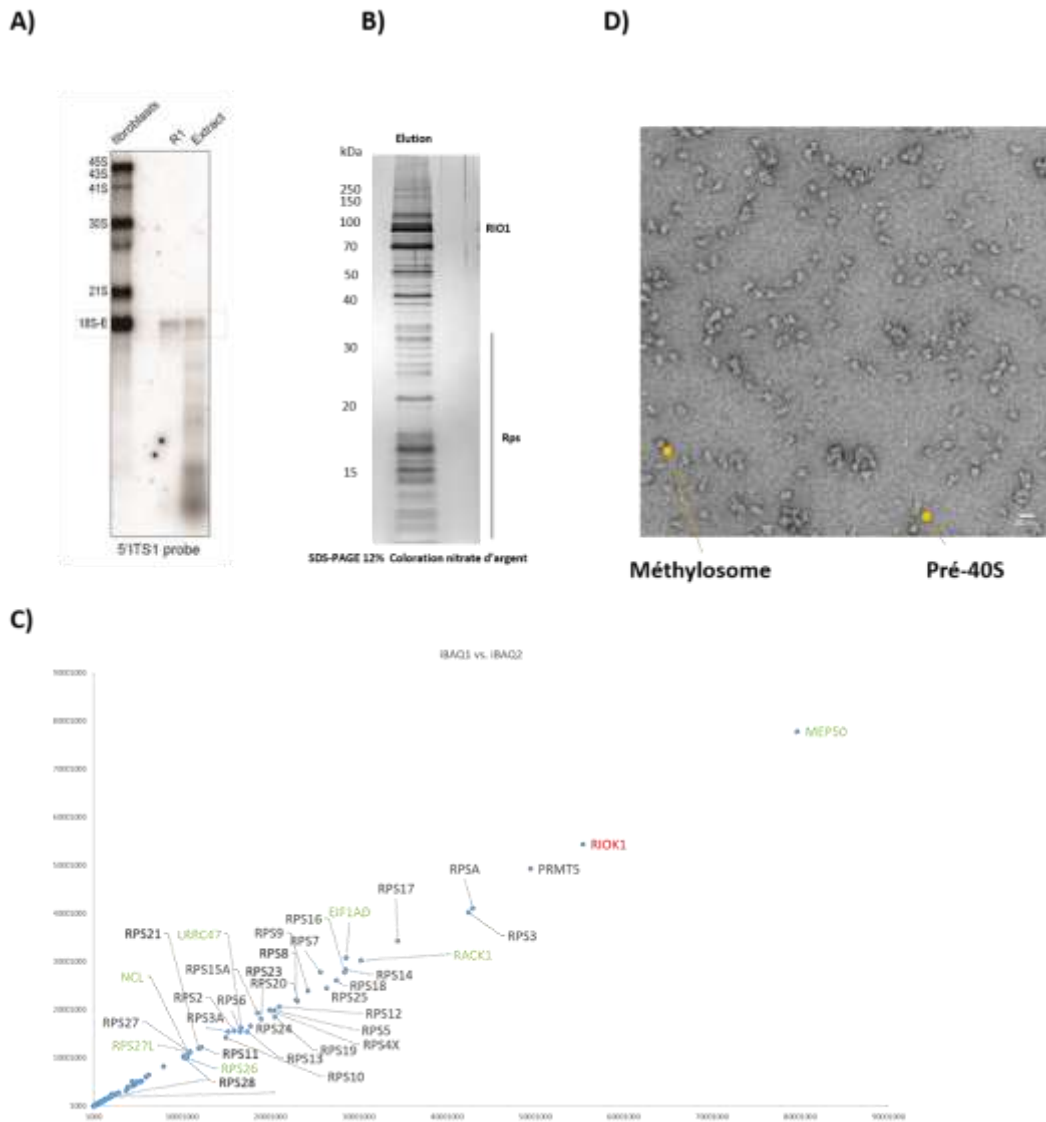 A)
B)
D)
fibroblasts
R1
Extract
45S
43S
41S
30S
21S
18S-E
5'ITS1 probe
Elution
kDa
250
150
100
70
50
40
30
20
15
RIO1
Rps
SDS-PAGE 12% Coloration nitrate d'argent
Méthylosome
Pré-40S
C)
iBAQ1 vs. iBAQ2
MEP50
RIOK1
PRMT5
RPSA
RPS17
RPS3
EIF1AD
RPS16
RPS9
RPS7
LRRC47
RPS21
RPS8
RACK1
RPS14
RPS15A
RPS23
RPS18
NCL
RPS20
RPS25
RPS2
RPS6
RPS12
RPS3A
RPS27
RPS24
RPS5
RPS4X
RPS27L
RPS11
RPS19
RPS13
RPS26
RPS10
RPS28